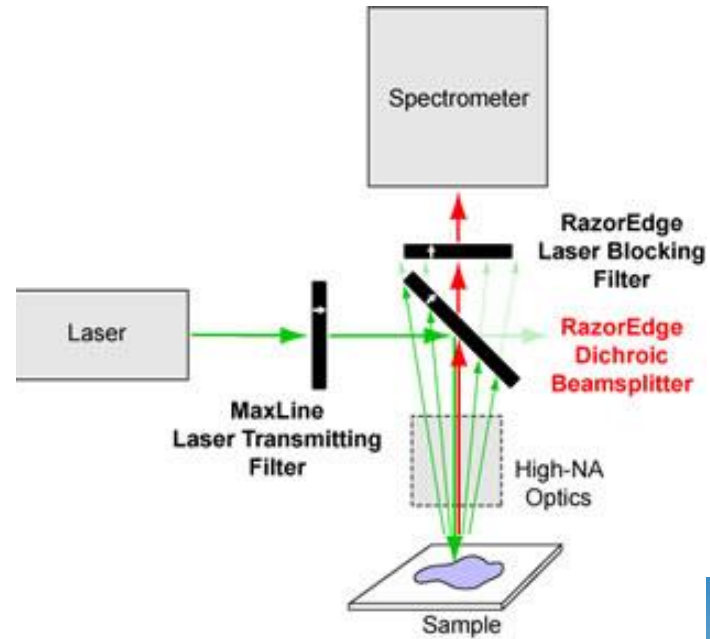 Spectrometer
RazorEdge
Laser Blocking
Filter
Laser
RazorEdge
Dichroic
Beamsplitter
MaxLine
Laser Transmitting
Filter
High-NA
Optics
Sample